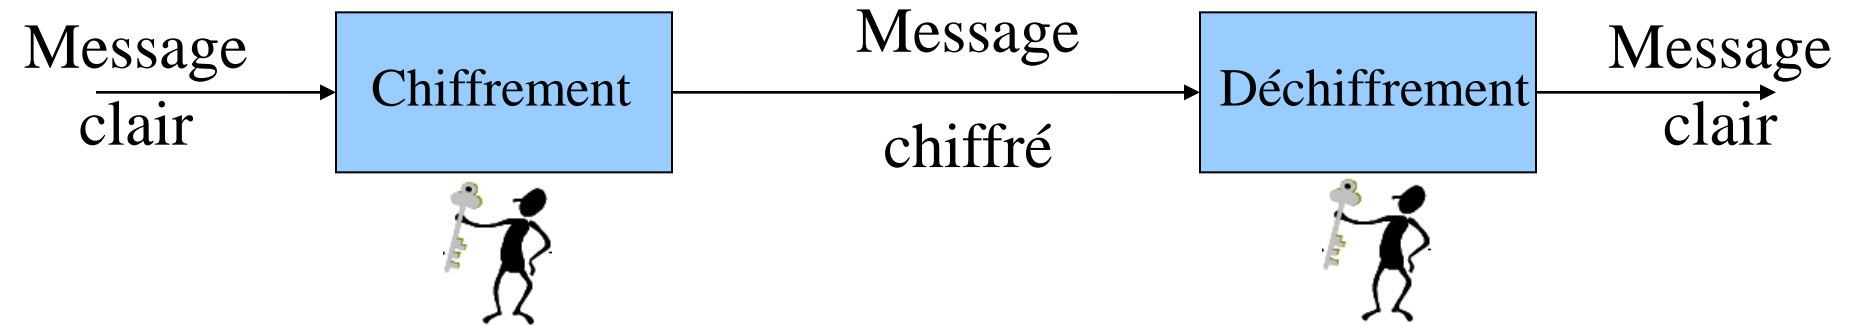 Message
clair
Chiffrement
Message
chiffré
Déchiffrement
Message
clair